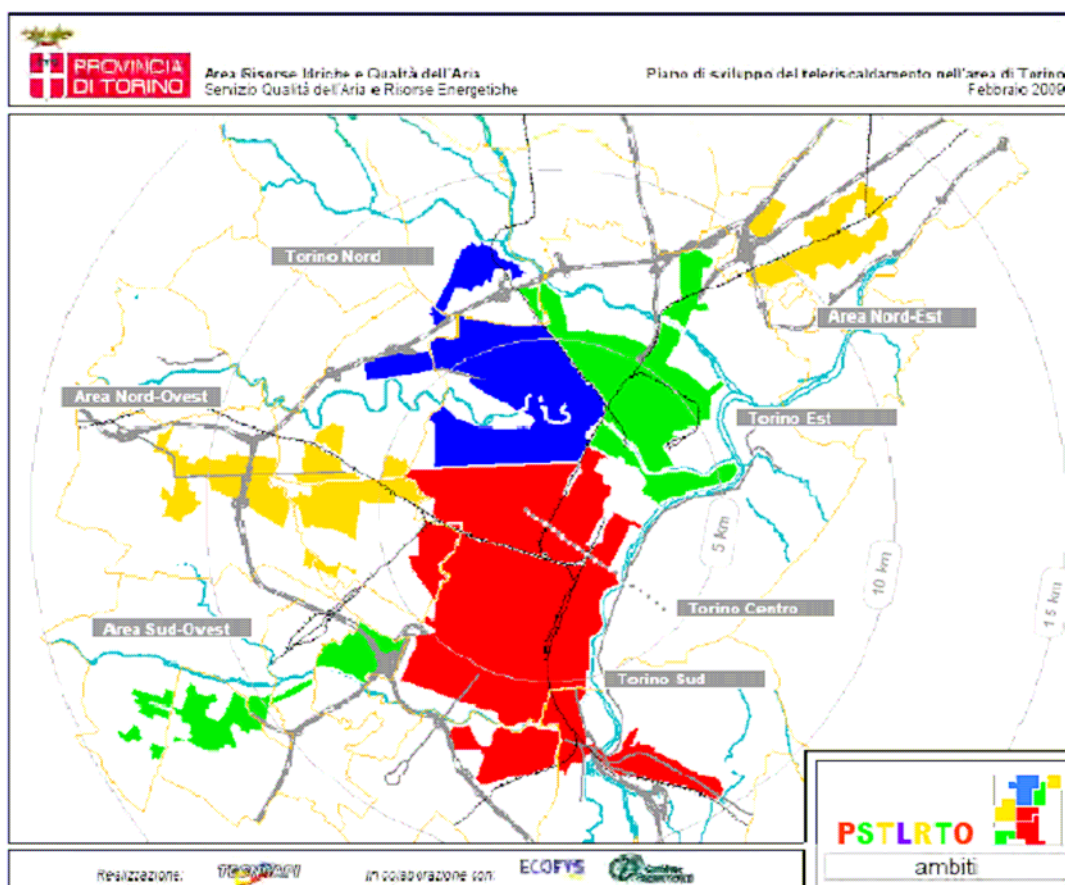 PROVINCIA
DI TORINO
Area Risorse Idriche e Qualità dell'Aria
Servizio Qualità dell'Aria e Risorse Energetiche
Piano di sviluppo del teleriscaldamento nell'area di Torino
Febbraio 2009
Torino Nord
Area Nord-Est
Area Nord-Ovest
Torino Est
5 km
10 km
15 km
Torino Centro
Area Sud-Ovest
Torino Sud
PSTLRTO
ambiti
Realizzazione:
In collaborazione con:
ECOFYS